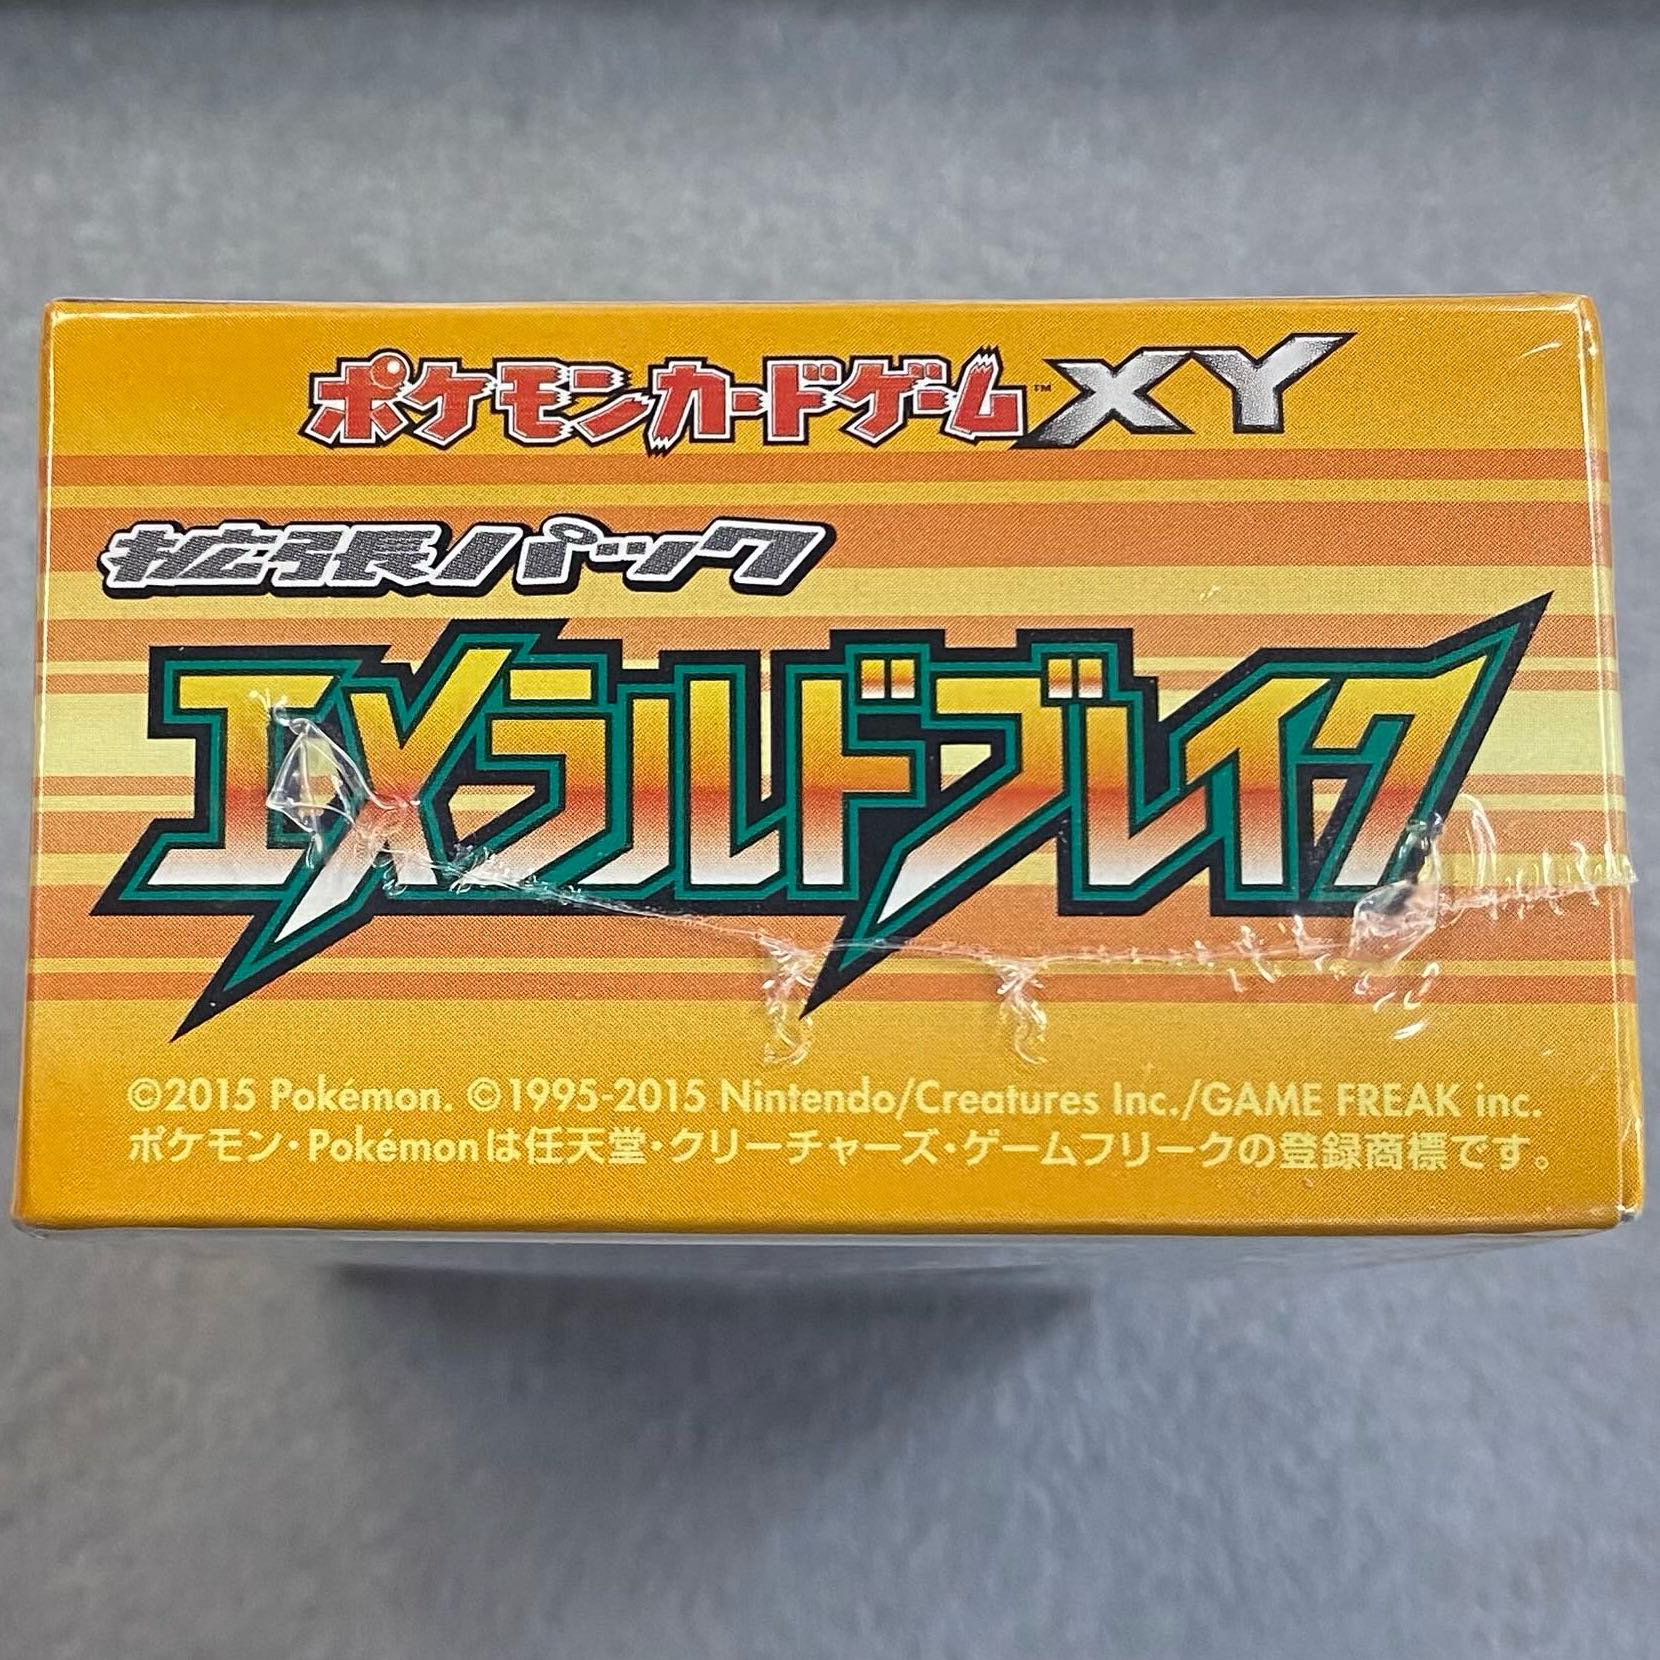 ポケモンカードゲーム™ XY
拡張パック
エメラルドブレイク
©2015 Pokémon. ©1995-2015 Nintendo/Creatures Inc./GAME FREAK inc.
ポケモン・Pokémonは任天堂・クリーチャーズ・ゲームフリークの登録商標です。